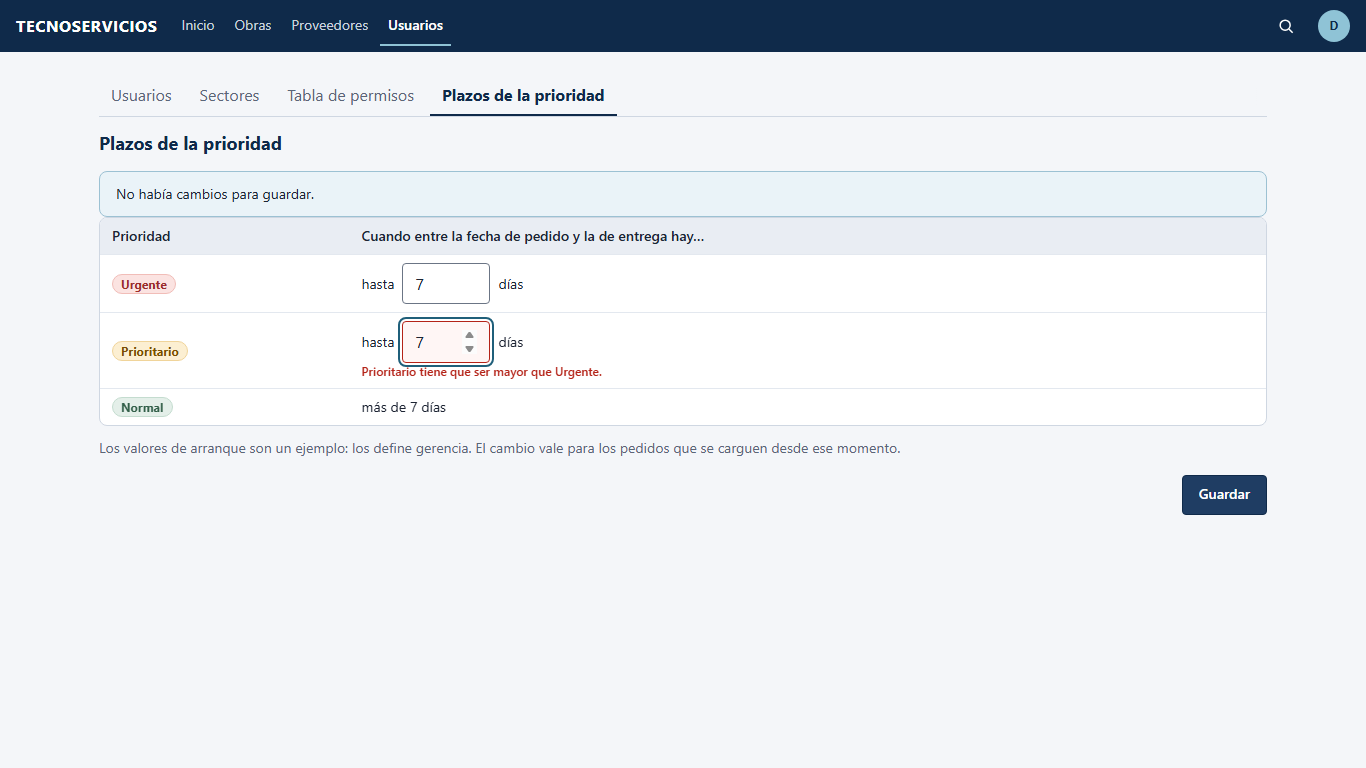 TECNOSERVICIOS Inicio Obras Proveedores Usuarios D
Usuarios Sectores Tabla de permisos Plazos de la prioridad
Plazos de la prioridad
No había cambios para guardar.
Prioridad Cuando entre la fecha de pedido y la de entrega hay...
Urgente hasta 7 días
Prioritario hasta 7 días
Prioritario tiene que ser mayor que Urgente.
Normal más de 7 días
Los valores de arranque son un ejemplo: los define gerencia. El cambio vale para los pedidos que se carguen desde ese momento.
Guardar